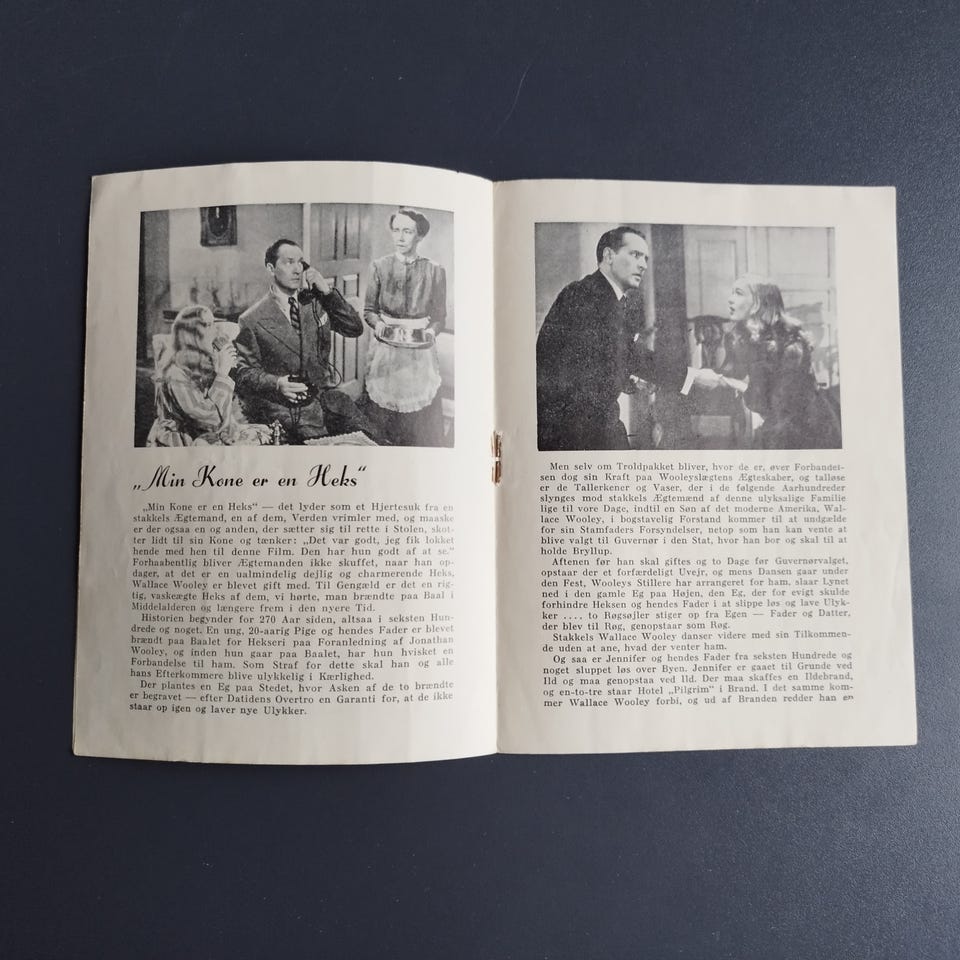 „Min Kone er en Heks“
„Min Kone er en Heks“ — det lyder som et Hjertesuk fra en
stakkels Ægtemand, en af dem, Verden vrimler med, og maaske
er der ogsaa en og anden, der sætter sig til rette i Stolen, skot-
ter lidt til sin Kone og tænker: „Det var godt, jeg fik lokket
hende med hen til denne Film. Den har hun godt af at se.“
Forhaabentlig bliver Ægtemanden ikke skuffet, naar han op-
dager, at det er en ualmindelig dejlig og charmerende Heks,
Wallace Wooley er blevet gift med. Til Gengæld er det en rig-
tig, vaskeægte Heks af dem, vi hørte, man brændte paa Baal i
Middelalderen og længere frem i den nyere Tid.
Historien begynder for 270 Aar siden, altsaa i seksten Hun-
drede og noget. En ung, 20-aarig Pige og hendes Fader er blevet
brændt paa Baalet for Hekseri paa Foranledning af Jonathan
Wooley, og inden hun gaar paa Baalet, har hun hvisket en
Forbandelse til ham. Som Straf for dette skal han og alle
hans Efterkommere blive ulykkelig i Kærlighed.
Der plantes en Eg paa Stedet, hvor Asken af de to brændte
er begravet — efter Datidens Overtro en Garanti for, at de ikke
staar op igen og laver nye Ulykker.
Men selv om Troldpakket bliver, hvor de er, øver Forbandel-
sen dog sin Kraft paa Wooleyslægtens Ægteskaber, og talløse
er de Tallerkener og Vaser, der i de følgende Aarhundreder
slynges mod stakkels Ægtemænd af denne ulyksalige Familie
lige til vore Dage, indtil en Søn af det moderne Amerika, Wal-
lace Wooley, i bogstavelig Forstand kommer til at undgælde
for sin Stamfaders Forsyndelser, netop som han kan vente at
blive valgt til Guvernør i den Stat, hvor han bor og skal til at
holde Bryllup.
Aftenen før han skal giftes og to Dage før Guvernørvalget,
opstaar der et forfærdeligt Uvejr, og mens Dansen gaar under
den Fest, Wooleys Stillere har arrangeret for ham, slaar Lynet
ned i den gamle Eg paa Højen, den Eg, der for evigt skulde
forhindre Heksen og hendes Fader i at slippe løs og lave Ulyk-
ker ...., to Røgsøjler stiger op fra Egen — Fader og Datter,
der blev til Røg, genopstaar som Røg.
Stakkels Wallace Wooley danser videre med sin Tilkommen-
de uden at ane, hvad der venter ham.
Og saa er Jennifer og hendes Fader fra seksten Hundrede og
noget sluppet løs over Byen. Jennifer er gaaet til Grunde ved
Ild og maa genopstaa ved Ild. Der maa skaffes en Ildebrand,
og en-to-tre staar Hotel „Pilgrim“ i Brand. I det samme kom-
mer Wallace Wooley forbi, og ud af Branden redder han en